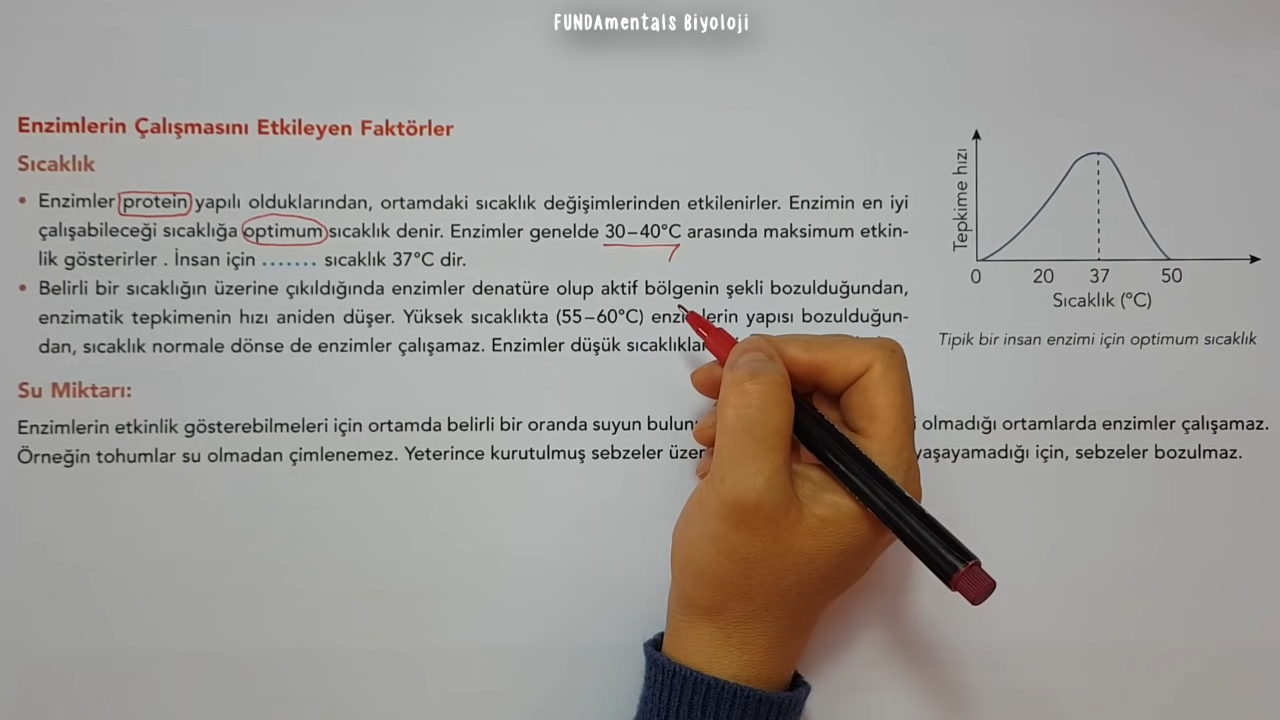 FUNDAmentals Biyoloji
Enzimlerin Çalışmasını Etkileyen Faktörler
Sıcaklık
• Enzimler protein yapılı olduklarından, ortamdaki sıcaklık değişimlerinden etkilenirler. Enzimin en iyi
çalışabileceği sıcaklığa optimum sıcaklık denir. Enzimler genelde 30–40°C arasında maksimum etkin-
lik gösterirler . İnsan için ....... sıcaklık 37°C dir.
• Belirli bir sıcaklığın üzerine çıkıldığında enzimler denatüre olup aktif bölgenin şekli bozulduğundan,
enzimatik tepkimenin hızı aniden düşer. Yüksek sıcaklıkta (55–60°C) enzimlerin yapısı bozulduğun-
dan, sıcaklık normale dönse de enzimler çalışamaz. Enzimler düşük
Su Miktarı:
Enzimlerin etkinlik gösterebilmeleri için ortamda belirli bir oranda suyun olmadığı ortamlarda enzimler çalışamaz.
Örneğin tohumlar su olmadan çimlenemez. Yeterince kurutulmuş sebzeler yaşayamadığı için, sebzeler bozulmaz.
Tepkime hızı
0 20 37 50
Sıcaklık (°C)
Tipik bir insan enzimi için optimum sıcaklık